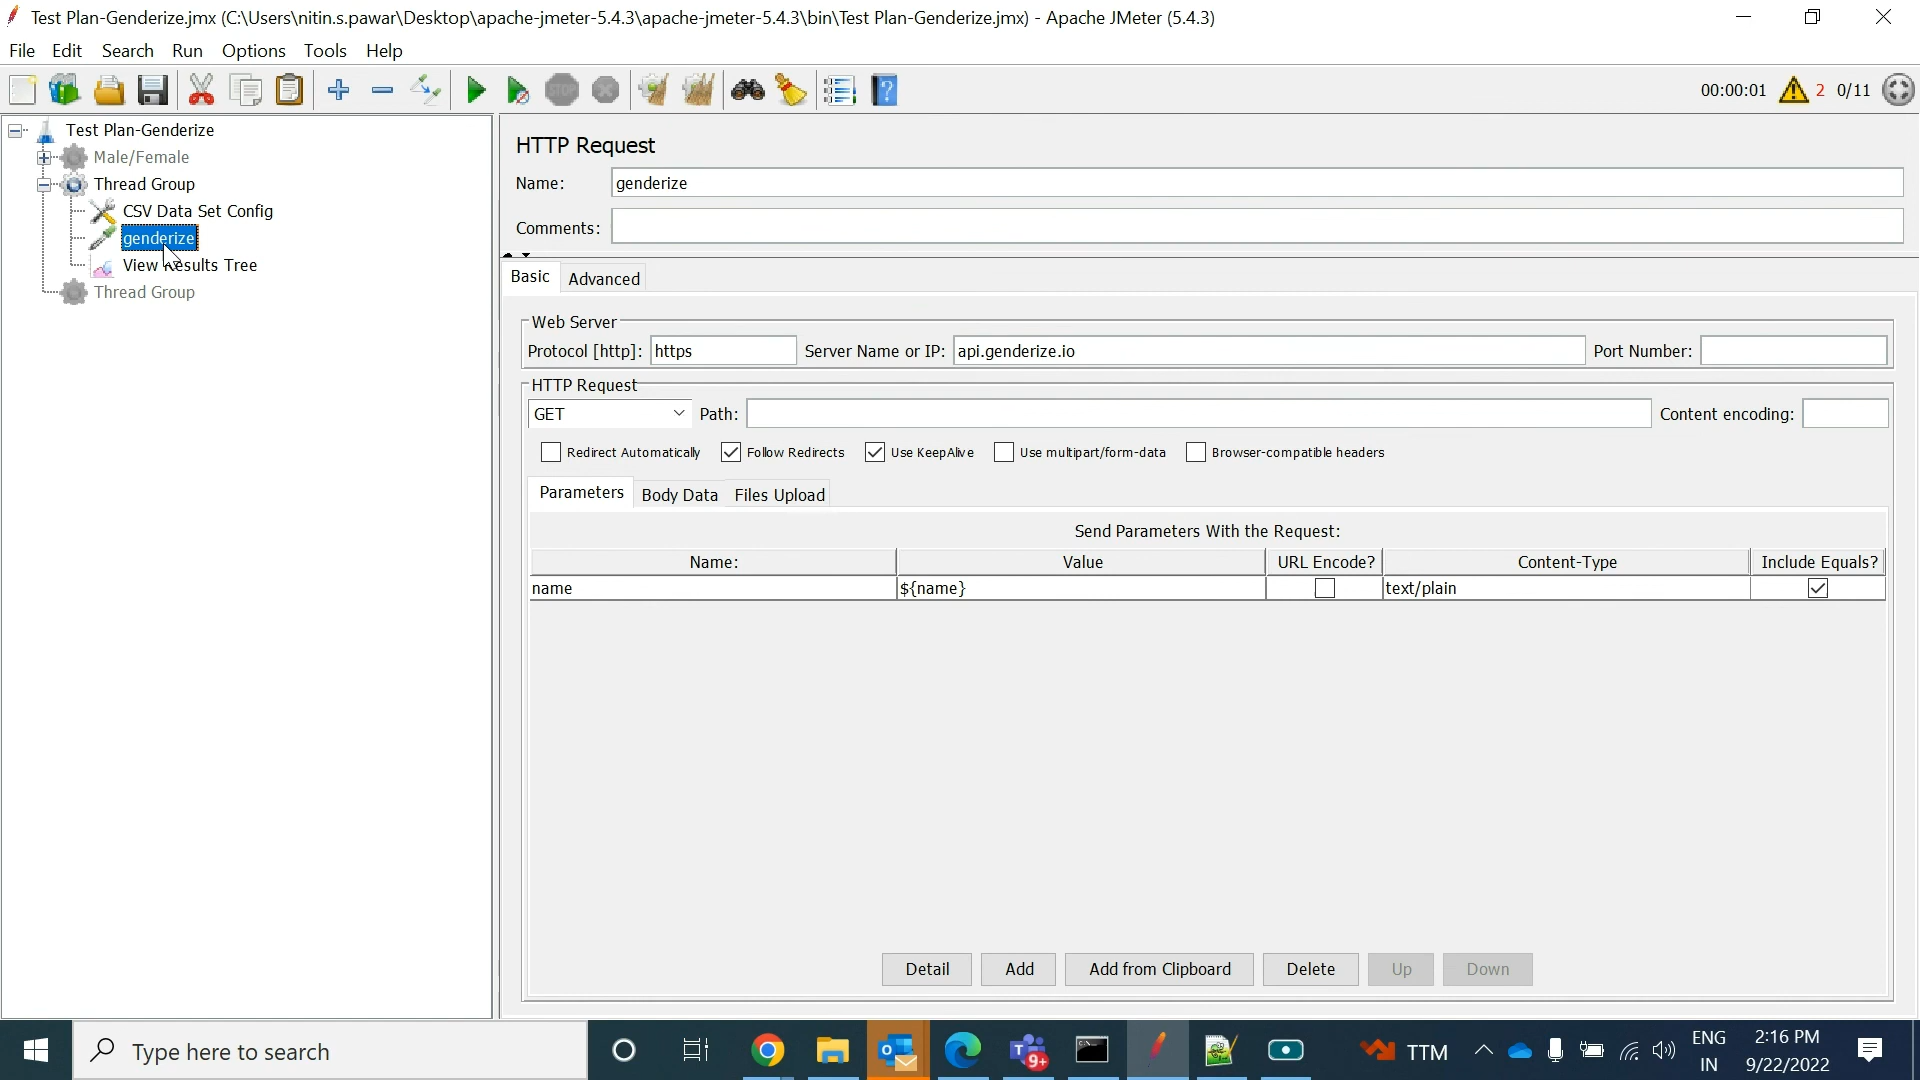 Test Plan-Genderize.jmx (C:\Users\nitin.s.pawar\Desktop\apache-jmeter-5.4.3\apache-jmeter-5.4.3\bin\Test Plan-Genderize.jmx) - Apache JMeter (5.4.3)
File Edit Search Run Options Tools Help
STOP ? 00:00:01 2 0/11
Test Plan-Genderize
Male/Female
Thread Group
CSV Data Set Config
genderize
View Results Tree
Thread Group
HTTP Request
Name: genderize
Comments:
Basic Advanced
Web Server
Protocol [http]: https Server Name or IP: api.genderize.io Port Number:
HTTP Request
GET Path: Content encoding:
Redirect Automatically Follow Redirects Use KeepAlive Use multipart/form-data Browser-compatible headers
Parameters Body Data Files Upload
Send Parameters With the Request:
Name: Value URL Encode? Content-Type Include Equals?
name ${name} text/plain
Detail Add Add from Clipboard Delete Up Down
Type here to search TTM ENG IN 2:16 PM 9/22/2022
9+